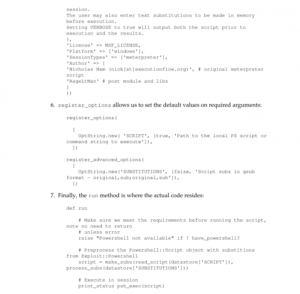 session.
The user may also enter text substitutions to be made in memory
before execution.
Setting VERBOSE to true will output both the script prior to
execution and the results.
},
'License' => MSF_LICENSE,
'Platform' => ['windows'],
'SessionTypes' => ['meterpreter'],
'Author' => [
'Nicholas Nam (nick[at]executionflow.org)', # original meterpreter
script
'RageLtMan' # post module and libs
]
))
6. register_options allows us to set the default values on required arguments:
register_options(
[
OptString.new( 'SCRIPT', [true, 'Path to the local PS script or
command string to execute']),
])
register_advanced_options(
[
OptString.new('SUBSTITUTIONS', [false, 'Script subs in gsub
format - original,sub;original,sub']),
])
7. Finally, the run method is where the actual code resides:
def run
# Make sure we meet the requirements before running the script,
note no need to return
# unless error
raise "Powershell not available" if ! have_powershell?
# Preprocess the Powershell::Script object with substitions
from Exploit::Powershell
script = make_subs(read_script(datastore['SCRIPT']),
process_subs(datastore['SUBSTITUTIONS']))
# Execute in session
print_status psh_exec(script)